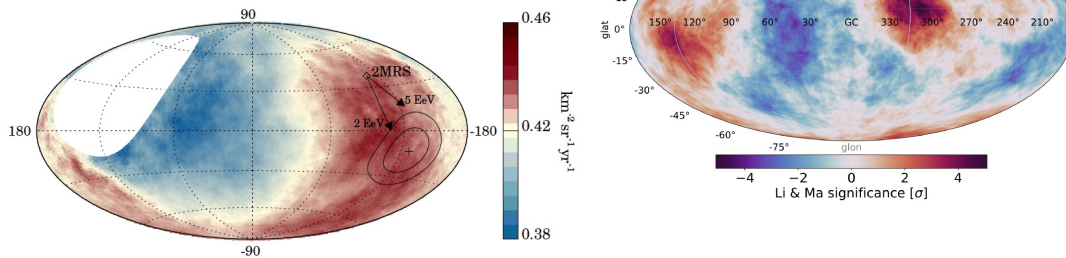 90
180
-180
-90
2MRS
5 EeV
2 EeV
0.46
0.42
0.38
km⁻² sr⁻¹ yr⁻¹
glat
0°
-15°
-30°
-45°
-60°
-75°
150° 120° 90° 60° 30° GC 330° 300° 270° 240° 210°
glon
−4 −2 0 2 4
Li & Ma significance [σ]